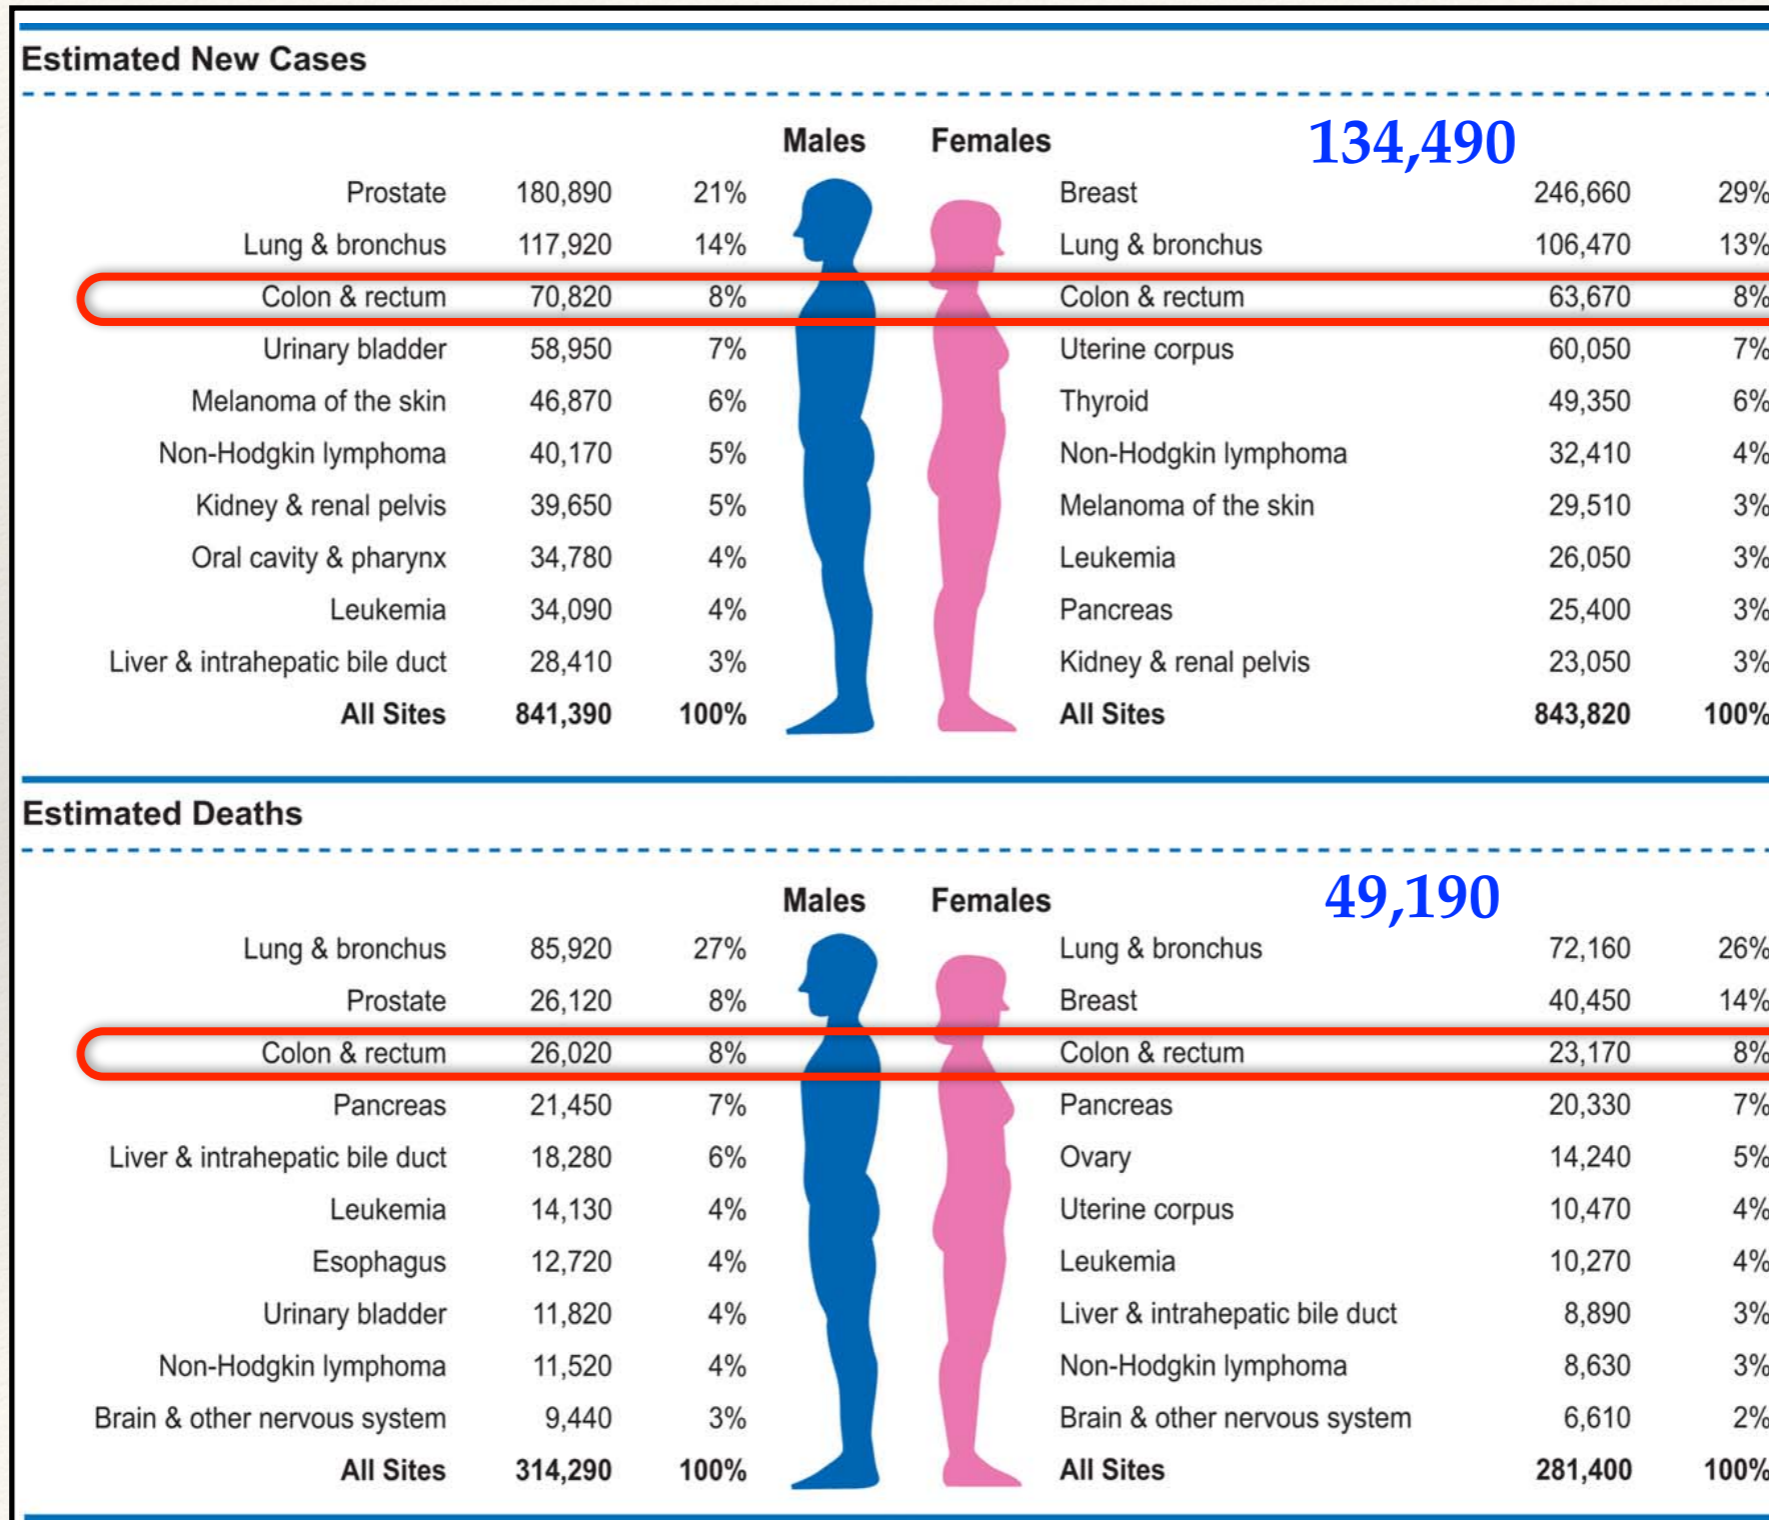 Estimated New Cases
Males Females 134,490
Prostate 180,890 21% Breast 246,660 29%
Lung & bronchus 117,920 14% Lung & bronchus 106,470 13%
Colon & rectum 70,820 8% Colon & rectum 63,670 8%
Urinary bladder 58,950 7% Uterine corpus 60,050 7%
Melanoma of the skin 46,870 6% Thyroid 49,350 6%
Non-Hodgkin lymphoma 40,170 5% Non-Hodgkin lymphoma 32,410 4%
Kidney & renal pelvis 39,650 5% Melanoma of the skin 29,510 3%
Oral cavity & pharynx 34,780 4% Leukemia 26,050 3%
Leukemia 34,090 4% Pancreas 25,400 3%
Liver & intrahepatic bile duct 28,410 3% Kidney & renal pelvis 23,050 3%
All Sites 841,390 100% All Sites 843,820 100%
Estimated Deaths
Males Females 49,190
Lung & bronchus 85,920 27% Lung & bronchus 72,160 26%
Prostate 26,120 8% Breast 40,450 14%
Colon & rectum 26,020 8% Colon & rectum 23,170 8%
Pancreas 21,450 7% Pancreas 20,330 7%
Liver & intrahepatic bile duct 18,280 6% Ovary 14,240 5%
Leukemia 14,130 4% Uterine corpus 10,470 4%
Esophagus 12,720 4% Leukemia 10,270 4%
Urinary bladder 11,820 4% Liver & intrahepatic bile duct 8,890 3%
Non-Hodgkin lymphoma 11,520 4% Non-Hodgkin lymphoma 8,630 3%
Brain & other nervous system 9,440 3% Brain & other nervous system 6,610 2%
All Sites 314,290 100% All Sites 281,400 100%